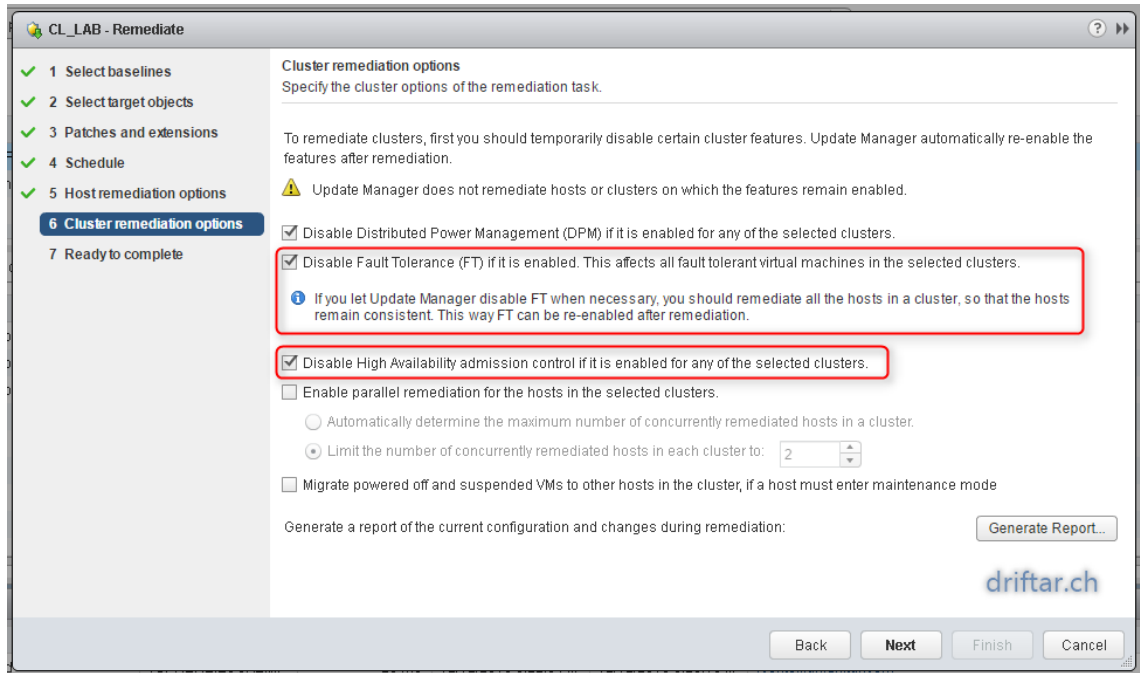 CL_LAB - Remediate
1 Select baselines
2 Select target objects
3 Patches and extensions
4 Schedule
5 Host remediation options
6 Cluster remediation options
7 Ready to complete
Cluster remediation options
Specify the cluster options of the remediation task.
To remediate clusters, first you should temporarily disable certain cluster features. Update Manager automatically re-enable the
features after remediation.
Update Manager does not remediate hosts or clusters on which the features remain enabled.
Disable Distributed Power Management (DPM) if it is enabled for any of the selected clusters.
Disable Fault Tolerance (FT) if it is enabled. This affects all fault tolerant virtual machines in the selected clusters.
If you let Update Manager disable FT when necessary, you should remediate all the hosts in a cluster, so that the hosts
remain consistent. This way FT can be re-enabled after remediation.
Disable High Availability admission control if it is enabled for any of the selected clusters.
Enable parallel remediation for the hosts in the selected clusters.
Automatically determine the maximum number of concurrently remediated hosts in a cluster.
Limit the number of concurrently remediated hosts in each cluster to: 2
Migrate powered off and suspended VMs to other hosts in the cluster, if a host must enter maintenance mode
Generate a report of the current configuration and changes during remediation: Generate Report...
driftar.ch
Back Next Finish Cancel